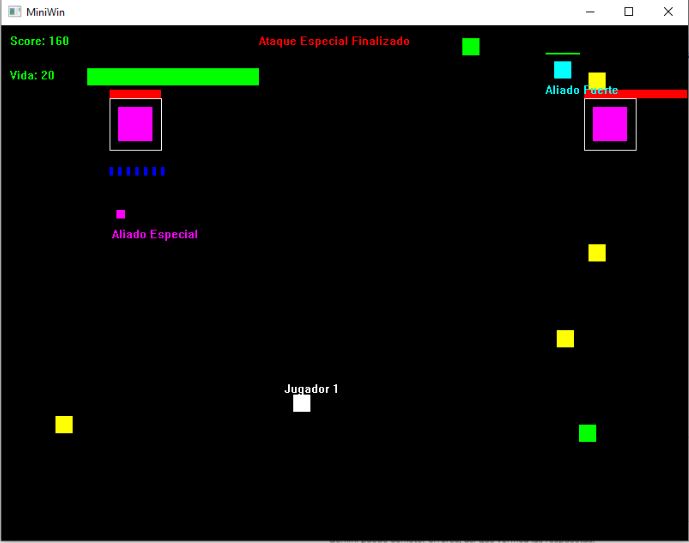 MiniWin
Score: 160
Ataque Especial Finalizado
Vida: 20
Aliado Fuerte
Aliado Especial
Jugador 1